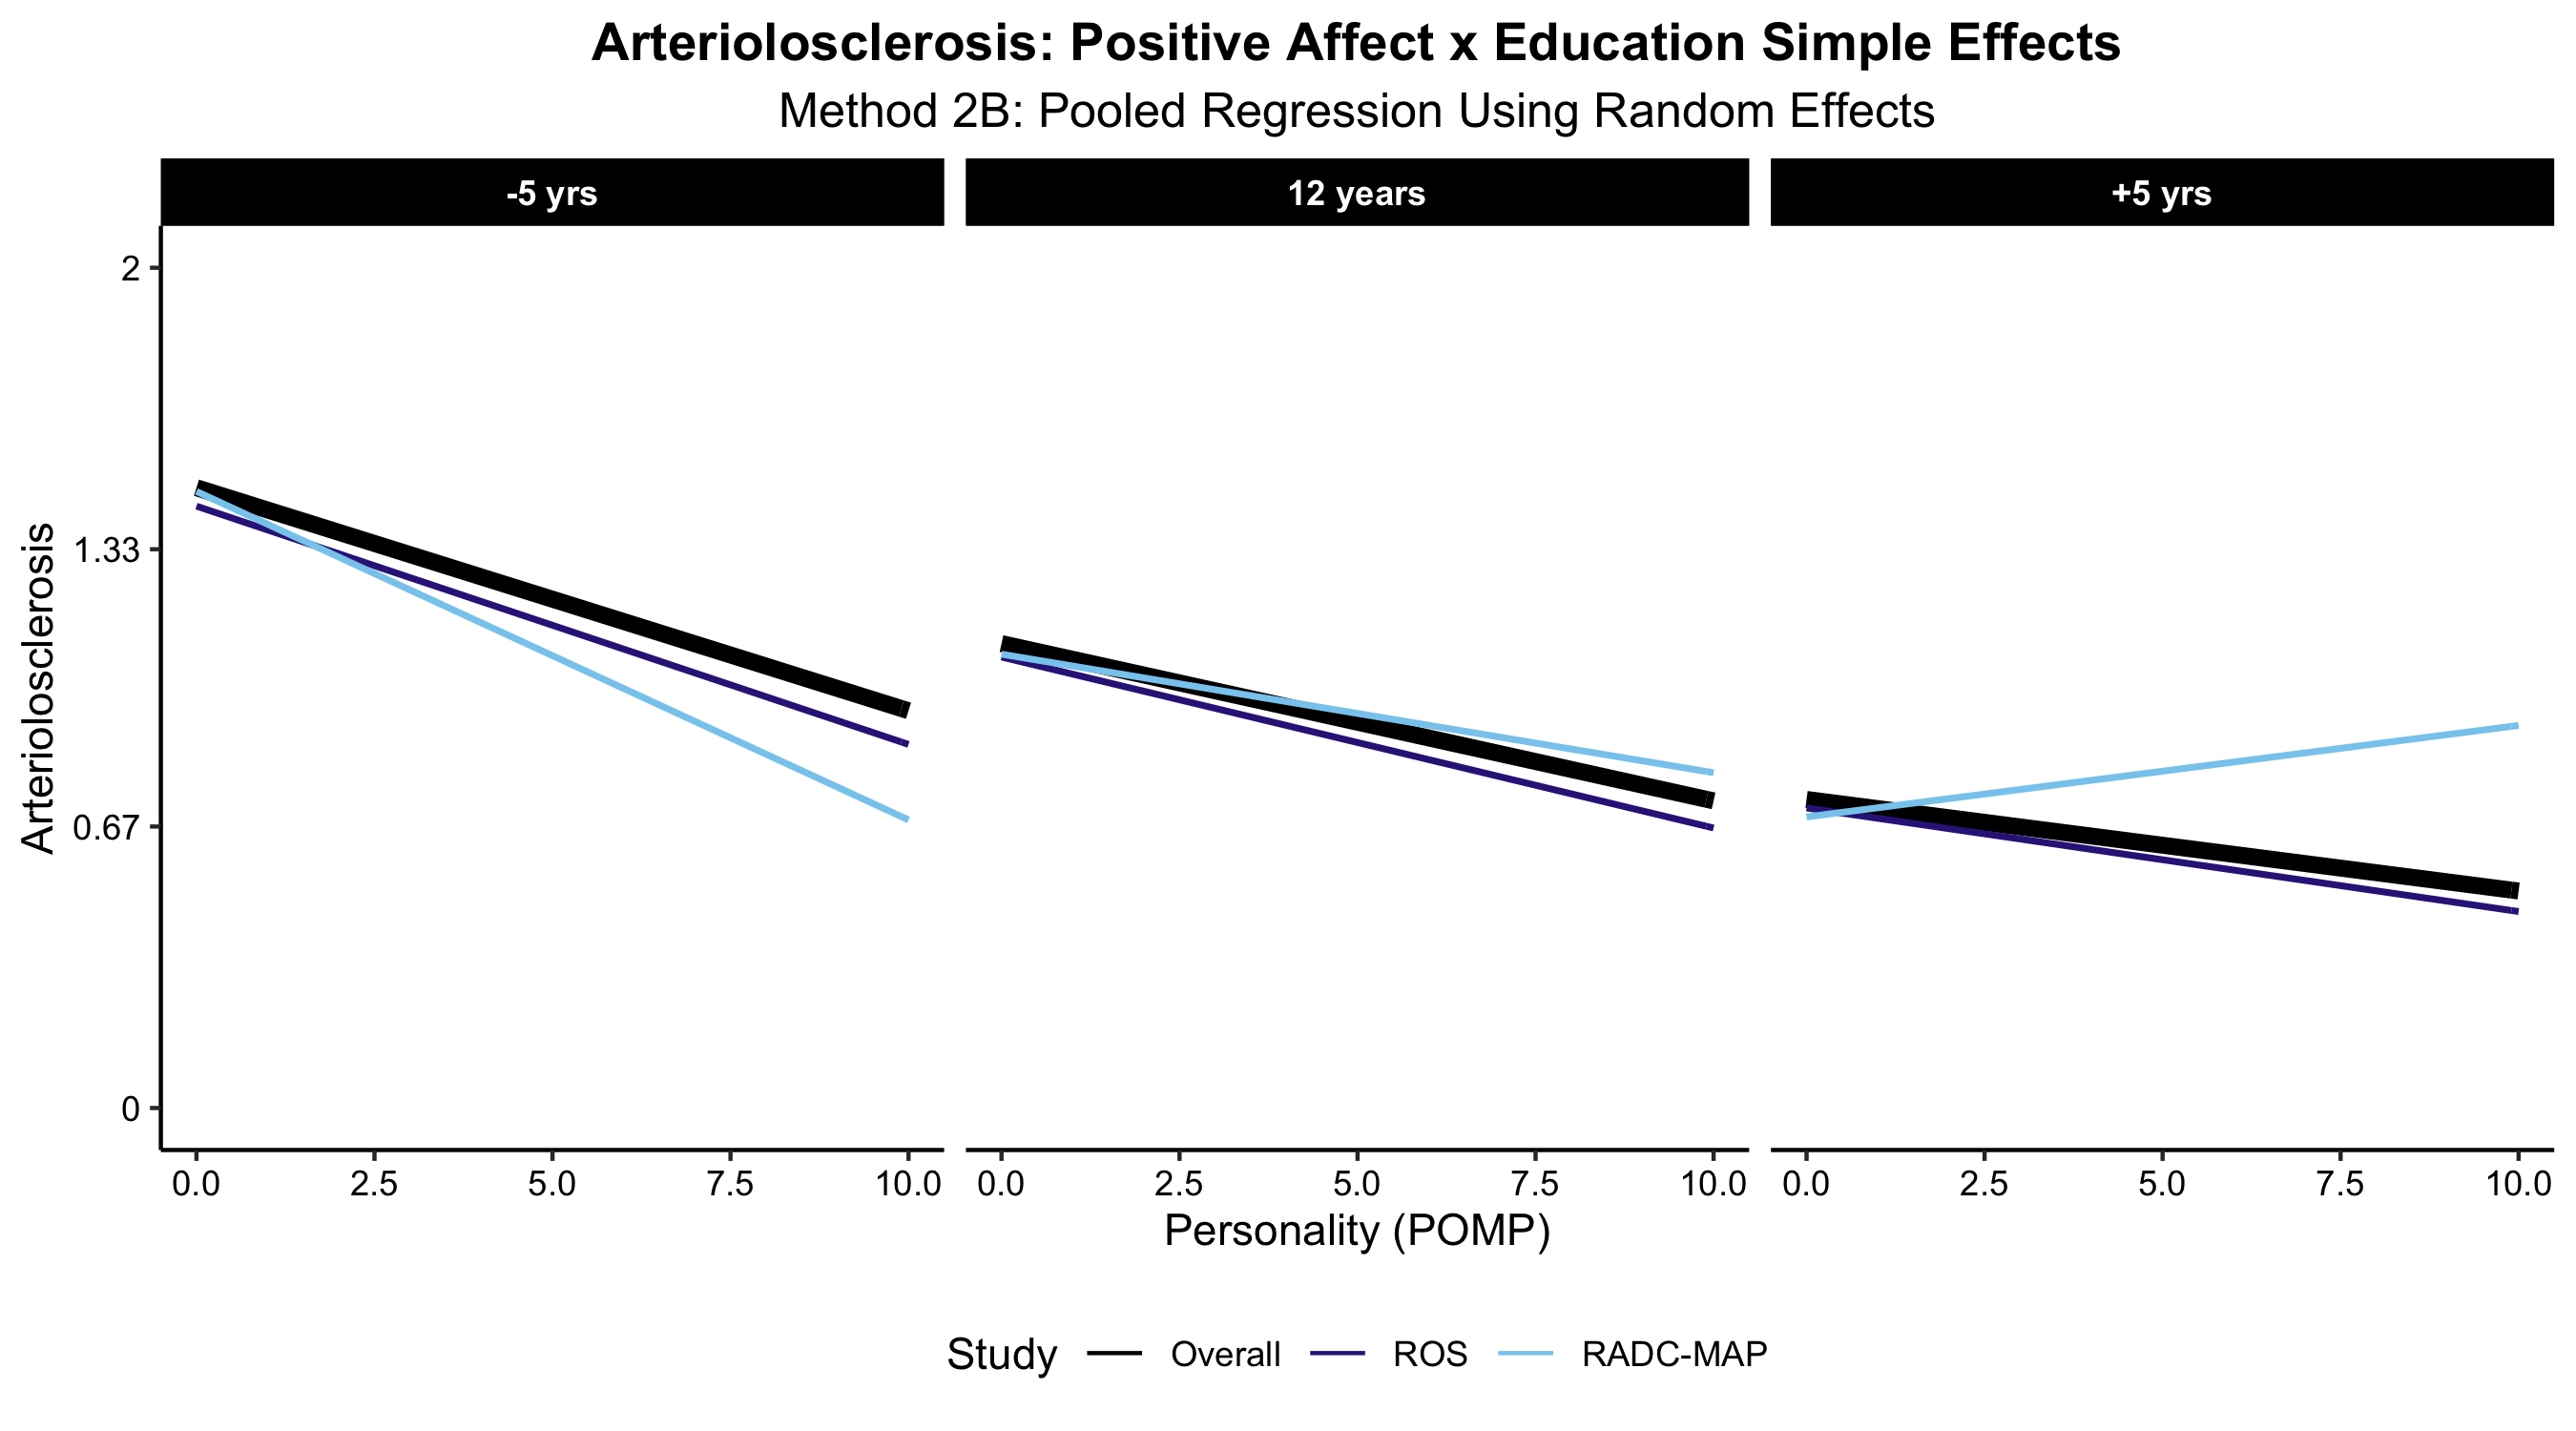 Arteriolosclerosis: Positive Affect x Education Simple Effects
Method 2B: Pooled Regression Using Random Effects
-5 yrs
12 years
+5 yrs
Arteriolosclerosis
2
1.33
0.67
0
0.0 2.5 5.0 7.5 10.0
0.0 2.5 5.0 7.5 10.0
0.0 2.5 5.0 7.5 10.0
Personality (POMP)
Study Overall ROS RADC-MAP